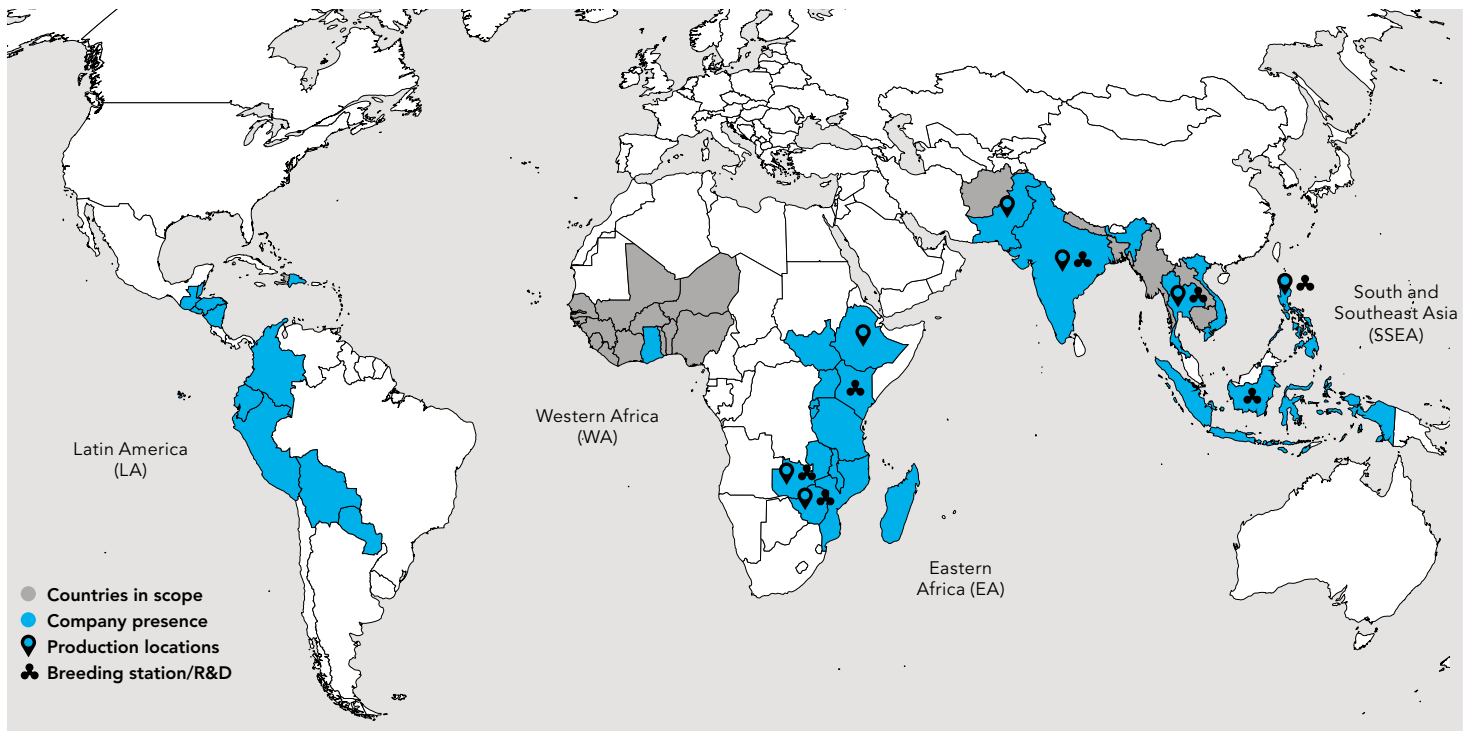 South and
Southeast Asia
(SSEA)
Western Africa
(WA)
Latin America
(LA)
Eastern
Africa (EA)
Countries in scope
Company presence
Production locations
Breeding station/R&D